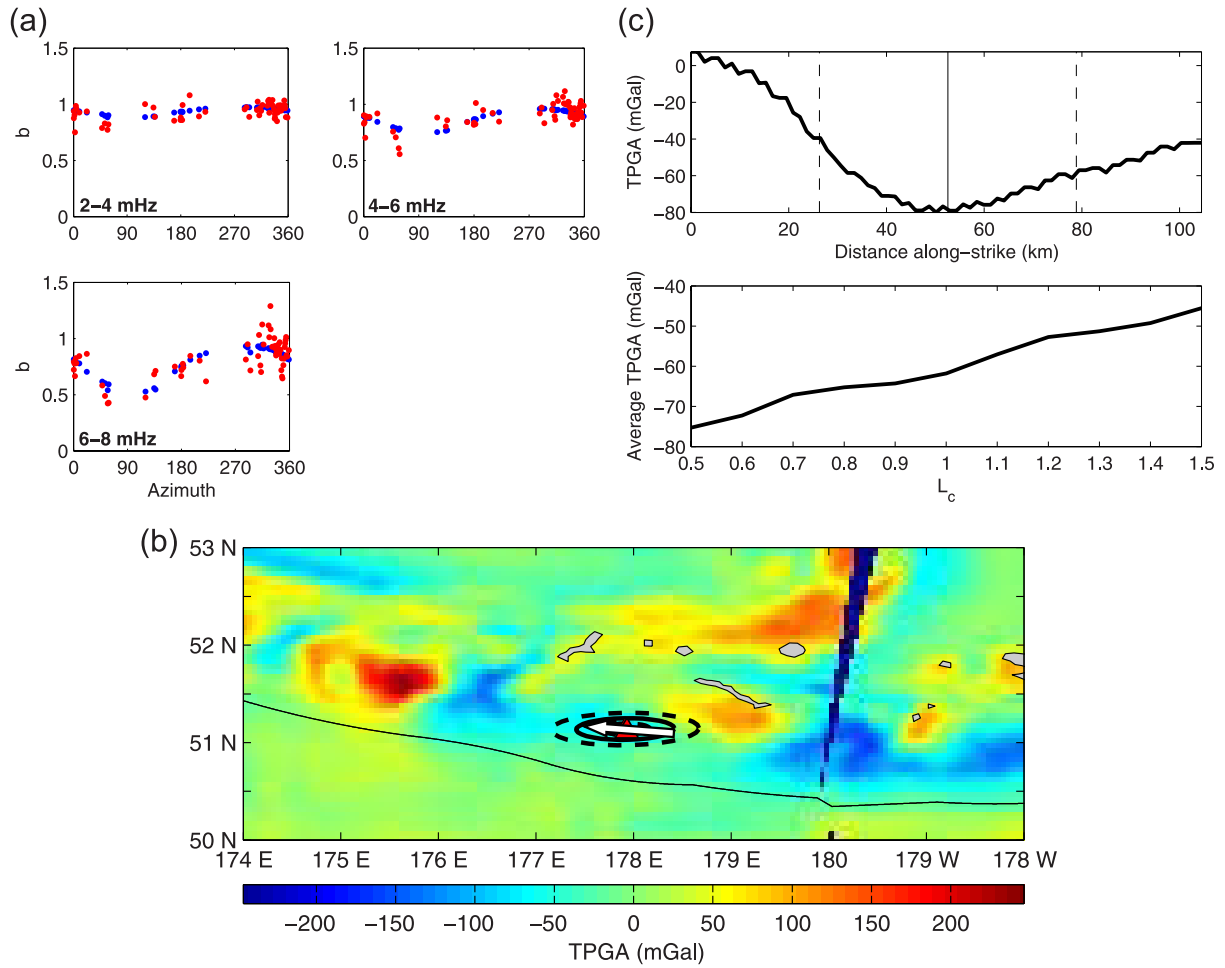 (a)
1.5
1
0.5
0
b
2–4 mHz
0 90 180 270 360
1.5
1
0.5
0
4–6 mHz
0 90 180 270 360
1.5
1
0.5
0
b
6–8 mHz
0 90 180 270 360
Azimuth
(c)
0
−20
−40
−60
−80
TPGA (mGal)
0 20 40 60 80 100
Distance along−strike (km)
−40
−50
−60
−70
−80
Average TPGA (mGal)
0.5 0.6 0.7 0.8 0.9 1 1.1 1.2 1.3 1.4 1.5
L_c
(b)
53 N
52 N
51 N
50 N
174 E 175 E 176 E 177 E 178 E 179 E 180 179 W 178 W
−200 −150 −100 −50 0 50 100 150 200
TPGA (mGal)